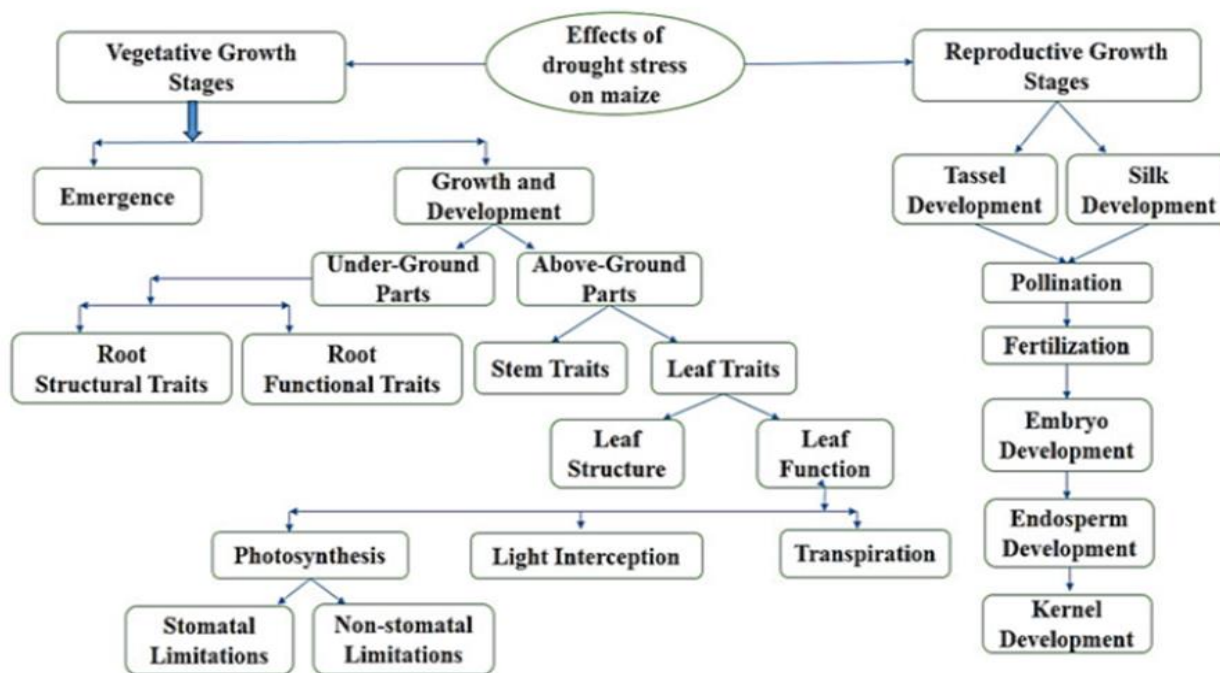 Effects of
drought stress
on maize
Vegetative Growth
Stages
Reproductive Growth
Stages
Emergence
Growth and
Development
Tassel
Development
Silk
Development
Under-Ground
Parts
Above-Ground
Parts
Pollination
Root
Structural Traits
Root
Functional Traits
Stem Traits
Leaf Traits
Fertilization
Leaf
Structure
Leaf
Function
Embryo
Development
Photosynthesis
Light Interception
Transpiration
Endosperm
Development
Stomatal
Limitations
Non-stomatal
Limitations
Kernel
Development